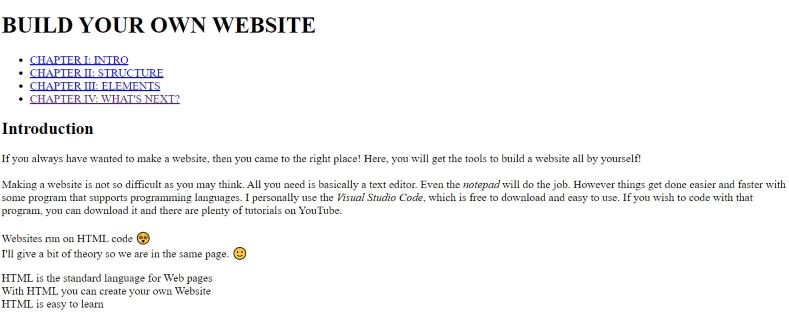 BUILD YOUR OWN WEBSITE
CHAPTER I: INTRO
CHAPTER II: STRUCTURE
CHAPTER III: ELEMENTS
CHAPTER IV: WHAT'S NEXT?
Introduction
If you always have wanted to make a website, then you came to the right place! Here, you will get the tools to build a website all by yourself!
Making a website is not so difficult as you may think. All you need is basically a text editor. Even the notepad will do the job. However things get done easier and faster with
some program that supports programming languages. I personally use the Visual Studio Code, which is free to download and easy to use. If you wish to code with that
program, you can download it and there are plenty of tutorials on YouTube.
Websites run on HTML code 😲
I'll give a bit of theory so we are in the same page. 🙂
HTML is the standard language for Web pages
With HTML you can create your own Website
HTML is easy to learn